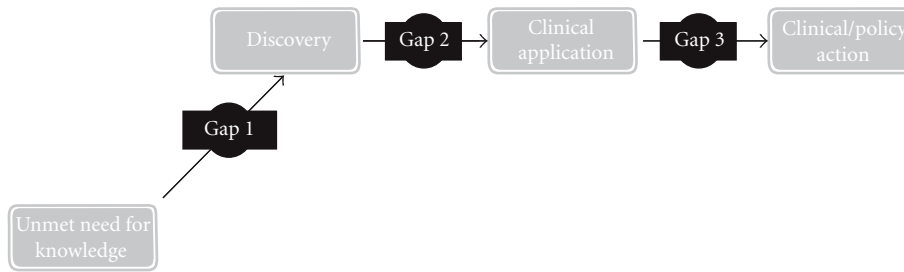 Discovery
Gap 2
Clinical
application
Gap 3
Clinical/policy
action
Gap 1
Unmet need for
knowledge